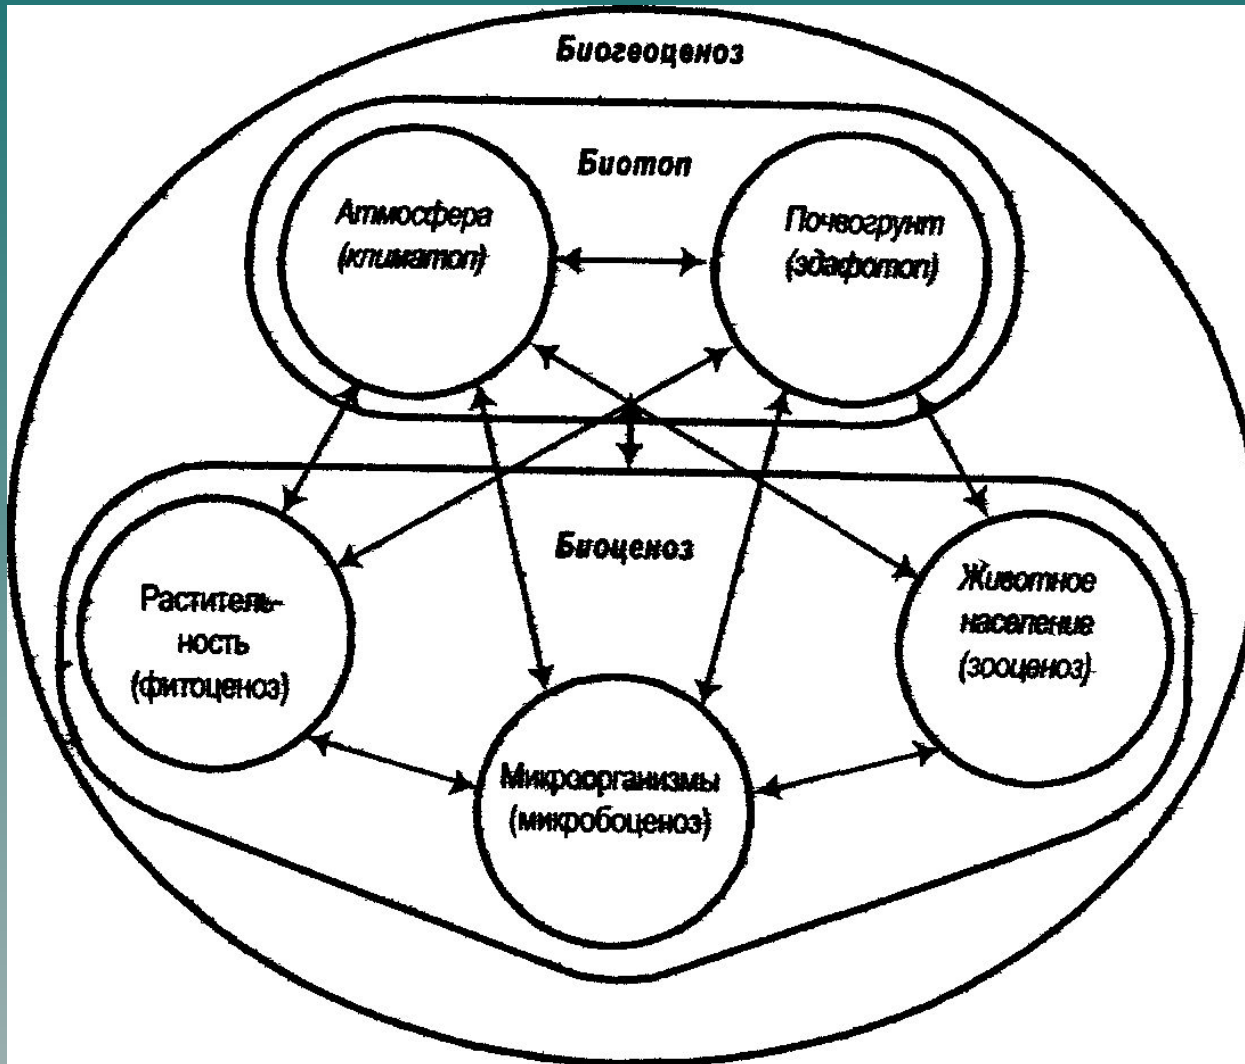 Биогеоценоз
Биотоп
Атмосфера
(климатоп)
Почвогрунт
(эдафотоп)
Биоценоз
Раститель-
ность
(фитоценоз)
Животное
население
(зооценоз)
Микроорганизмы
(микробоценоз)